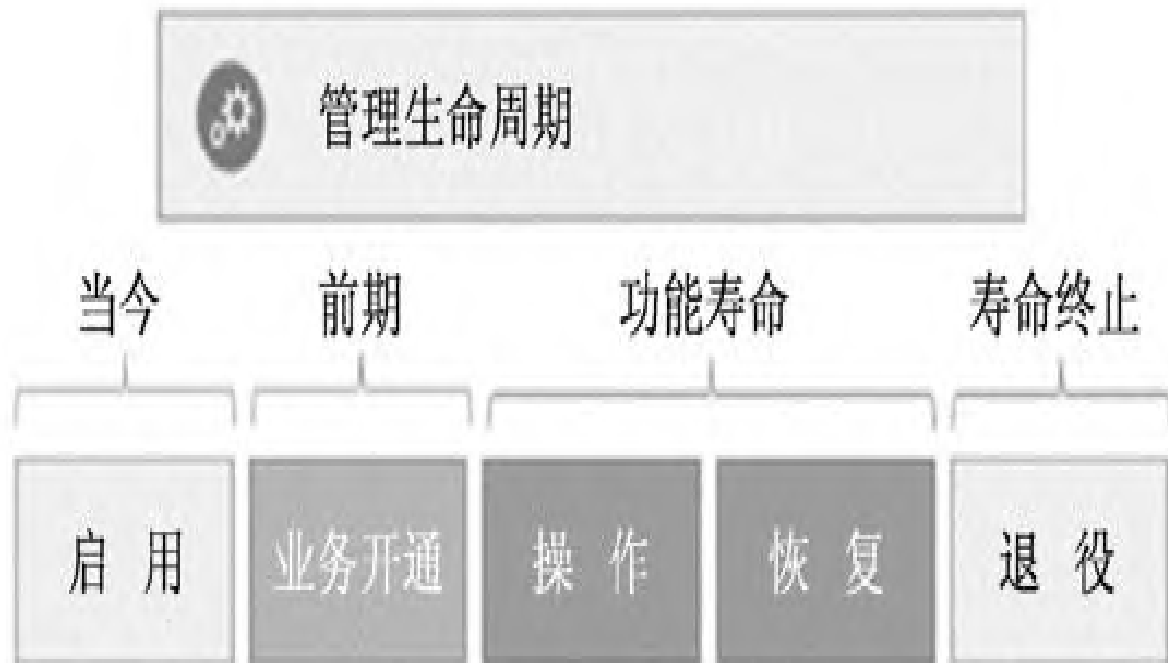 管理生命周期
当今 前期 功能寿命 寿命终止
启用 业务开通 操作 恢复 退役